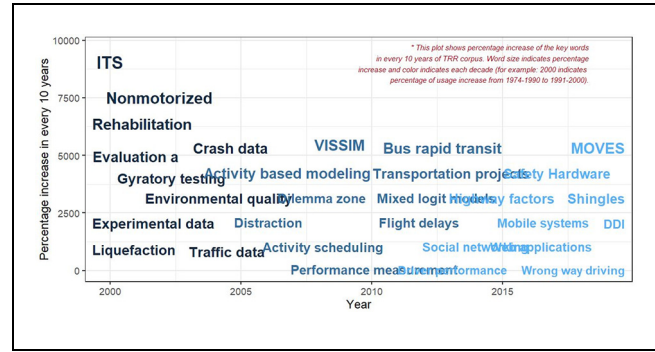 10000
7500
5000
2500
0
Percentage increase in every 10 years
* This plot shows percentage increase of the key words
in every 10 years of TRR corpus. Word size indicates percentage
increase and color indicates each decade (for example: 2000 indicates
percentage of usage increase from 1974-1990 to 1991-2000).
ITS
Nonmotorized
Rehabilitation
Crash data VISSIM Bus rapid transit MOVES
Evaluation a
Gyratory testing Activity based modeling Transportation projects Safety Hardware
Environmental quality Dilemma zone Mixed logit models Highway factors Shingles
Experimental data Distraction Flight delays Mobile systems DDI
Liquefaction Traffic data Activity scheduling Social networking Web applications
Performance measurement Driver performance Wrong way driving
2000 2005 2010 2015
Year